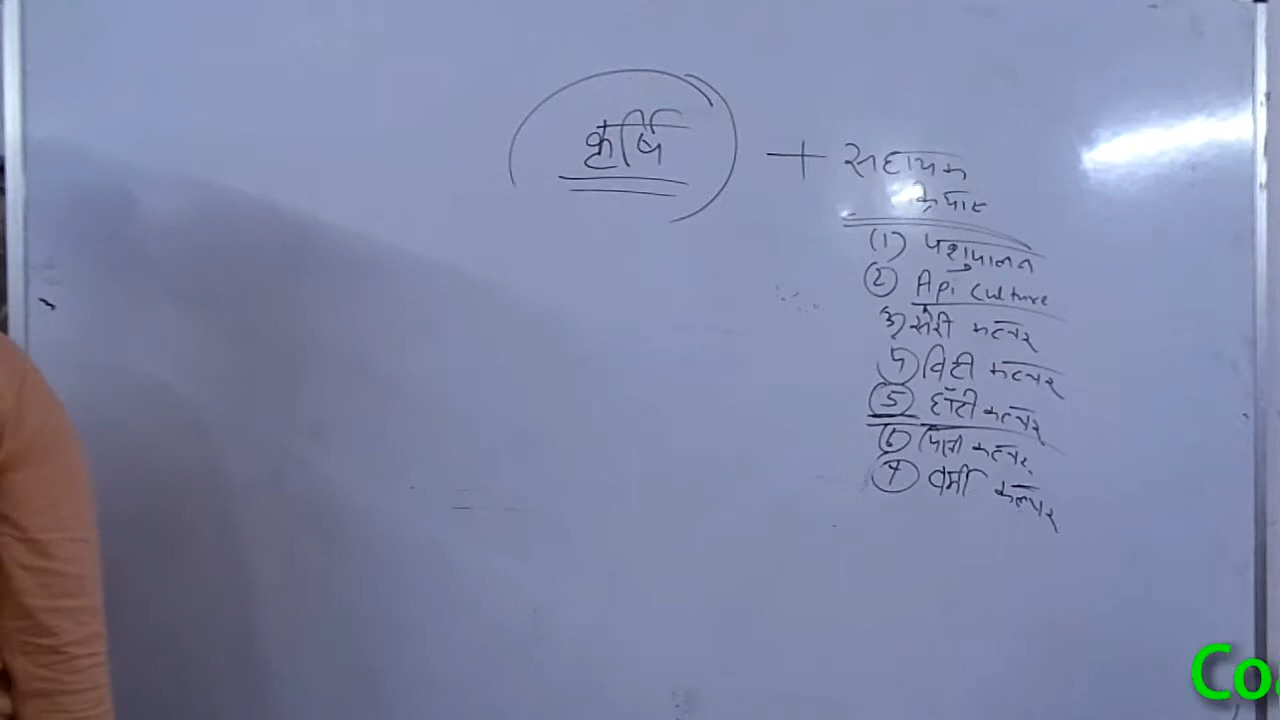 कृर्षि
+ सहायक
क्रियाए
(1) पशुपालन
(2) Api culture
3) सेरी कल्चर
4) विटी कल्चर
(5) हॉर्टी कल्चर
(6) पिसी कल्चर
(7) वर्मी कल्चर
Co